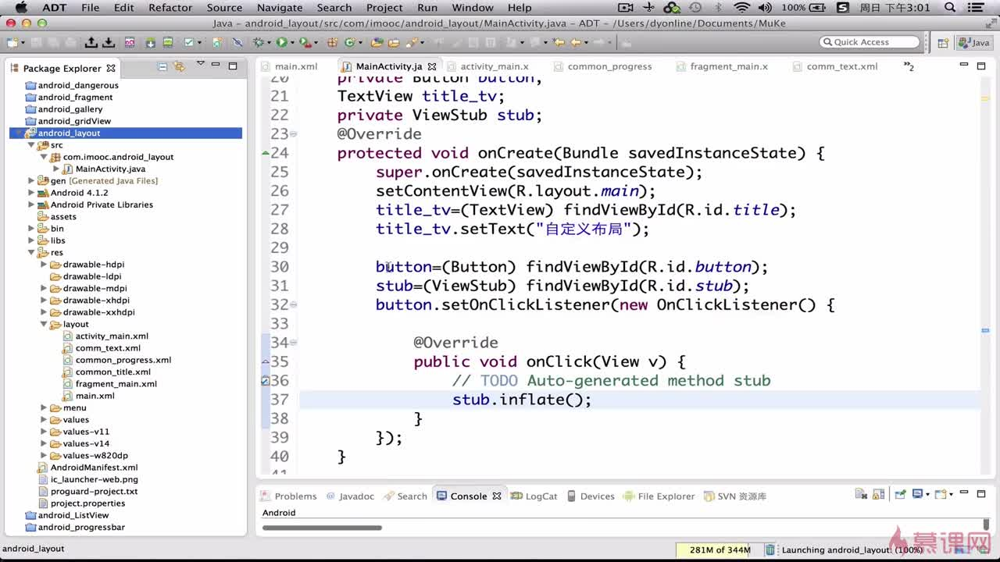 ADT File Edit Refactor Source Navigate Search Project Run Window Help 100% S 周日 下午3:01
Java - android_layout/src/com/imooc/android_layout/MainActivity.java - ADT - /Users/dyonline/Documents/MuKe
Quick Access Java
Package Explorer
android_dangerous
android_fragment
android_gallery
android_gridView
android_layout
src
com.imooc.android_layout
MainActivity.java
gen [Generated Java Files]
Android 4.1.2
Android Private Libraries
assets
bin
libs
res
drawable-hdpi
drawable-ldpi
drawable-mdpi
drawable-xhdpi
drawable-xxhdpi
layout
activity_main.xml
comm_text.xml
common_progress.xml
common_title.xml
fragment_main.xml
main.xml
menu
values
values-v11
values-v14
values-w820dp
AndroidManifest.xml
ic_launcher-web.png
proguard-project.txt
project.properties
android_ListView
android_progressbar
main.xml MainActivity.ja activity_main.x common_progress fragment_main.x comm_text.xml »2
20 private Button button;
21 TextView title_tv;
22 private ViewStub stub;
23 @Override
24 protected void onCreate(Bundle savedInstanceState) {
25 super.onCreate(savedInstanceState);
26 setContentView(R.layout.main);
27 title_tv=(TextView) findViewById(R.id.title);
28 title_tv.setText("自定义布局");
29
30 button=(Button) findViewById(R.id.button);
31 stub=(ViewStub) findViewById(R.id.stub);
32 button.setOnClickListener(new OnClickListener() {
33
34 @Override
35 public void onClick(View v) {
36 // TODO Auto-generated method stub
37 stub.inflate();
38 }
39 });
40 }
41
Problems @ Javadoc Search Console LogCat Devices File Explorer SVN 资源库
Android
android_layout 281M of 344M Launching android_layout: (100%)
慕课网